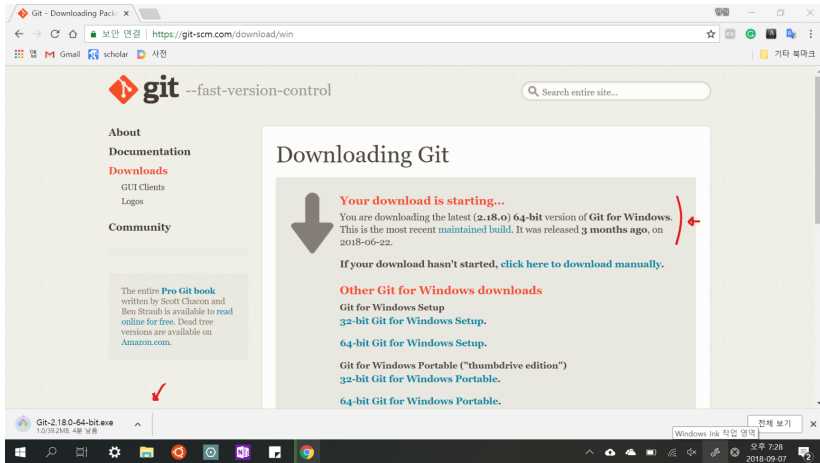 Git - Downloading Pack
보안 연결 | https://git-scm.com/download/win
앱 Gmail scholar 사전 기타 북마크
git --fast-version-control
Search entire site...
About
Documentation
Downloads
GUI Clients
Logos
Community
The entire Pro Git book
written by Scott Chacon and
Ben Straub is available to read
online for free. Dead tree
versions are available on
Amazon.com.
Downloading Git
Your download is starting...
You are downloading the latest (2.18.0) 64-bit version of Git for Windows.
This is the most recent maintained build. It was released 3 months ago, on
2018-06-22.
If your download hasn't started, click here to download manually.
Other Git for Windows downloads
Git for Windows Setup
32-bit Git for Windows Setup.
64-bit Git for Windows Setup.
Git for Windows Portable ("thumbdrive edition")
32-bit Git for Windows Portable.
64-bit Git for Windows Portable.
Git-2.18.0-64-bit.exe
1.0/39.2MB, 4분 남음
전체 보기
Windows Ink 작업 영역
오후 7:28
2018-09-07